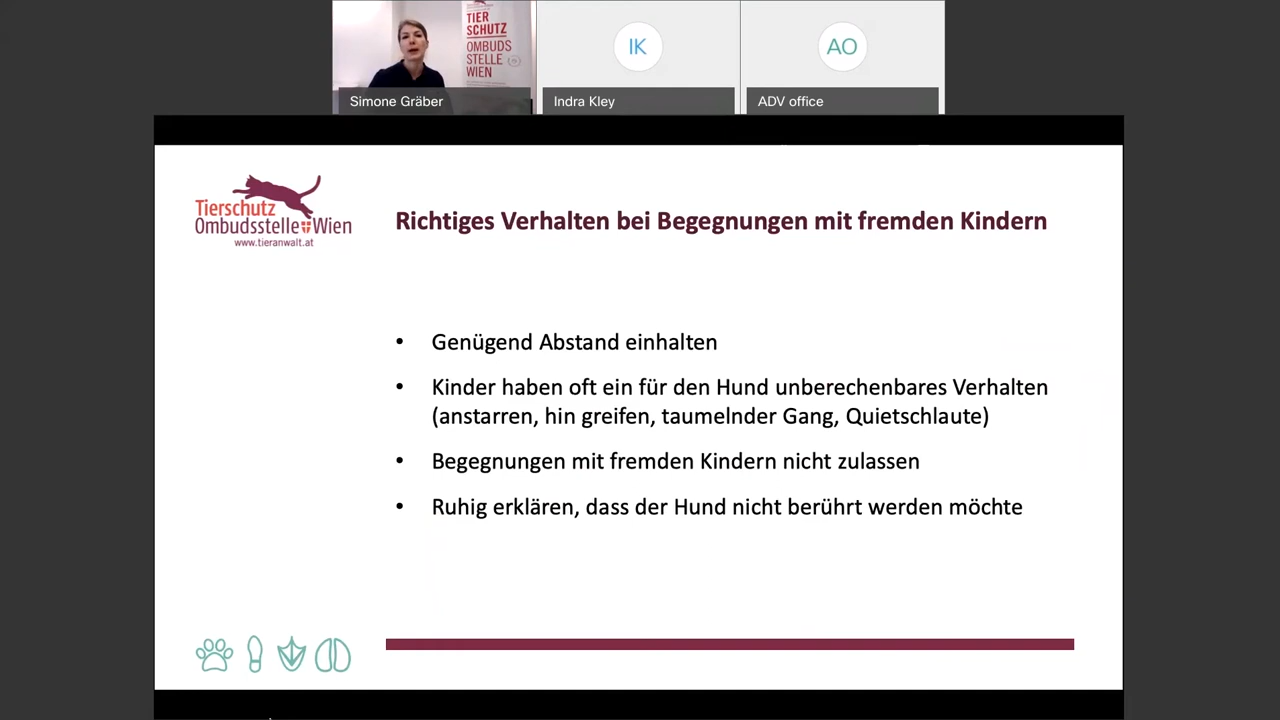 TIER
SCHUTZ
OMBUDS
STELLE
WIEN
IK
AO
Simone Gräber
Indra Kley
ADV office
Tierschutz
Ombudsstelle Wien
www.tieranwalt.at
Richtiges Verhalten bei Begegnungen mit fremden Kindern
• Genügend Abstand einhalten
• Kinder haben oft ein für den Hund unberechenbares Verhalten
(anstarren, hin greifen, taumelnder Gang, Quietschlaute)
• Begegnungen mit fremden Kindern nicht zulassen
• Ruhig erklären, dass der Hund nicht berührt werden möchte